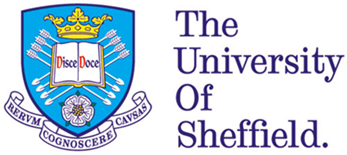 Disce Doce
RERVM COGNOSCERE CAVSAS
The
University
Of
Sheffield.